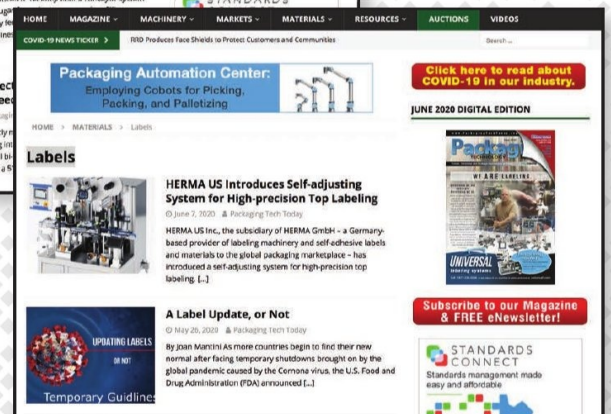 STANDARDS
HOME MAGAZINE MACHINERY MARKETS MATERIALS RESOURCES AUCTIONS VIDEOS
COVID-19 NEWS TICKER > RRD Produces Face Shields to Protect Customers and Communities
Search ...
Packaging Automation Center:
Employing Cobots for Picking,
Packing, and Palletizing
Click here to read about
COVID-19 in our industry.
HOME > MATERIALS > Labels
JUNE 2020 DIGITAL EDITION
Labels
HERMA US Introduces Self-adjusting
System for High-precision Top Labeling
June 7, 2020 Packaging Tech Today
HERMA US Inc., the subsidiary of HERMA GmbH – a Germany-
based provider of labeling machinery and self-adhesive labels
and materials to the global packaging marketplace – has
introduced a self-adjusting system for high-precision top
labeling. [...]
Packag
WE ARE LABELING
UNIVERSAL
labeling systems
A Label Update, or Not
May 26, 2020 Packaging Tech Today
By Joan Mantini As more countries begin to find their new
normal after facing temporary shutdowns brought on by the
global pandemic caused by the Cornona virus, the U.S. Food and
Drug Administration (FDA) announced [...]
UPDATING LABELS
OR NOT
Temporary Guidlines
Subscribe to our Magazine
& FREE eNewsletter!
STANDARDS
CONNECT
Standards management made
easy and affordable